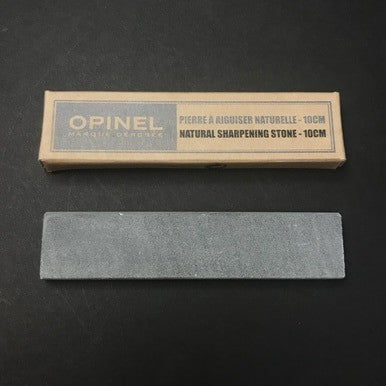 OPINEL
MARQUE DÉPOSÉE
PIERRE À AIGUISER NATURELLE - 10CM
NATURAL SHARPENING STONE - 10CM